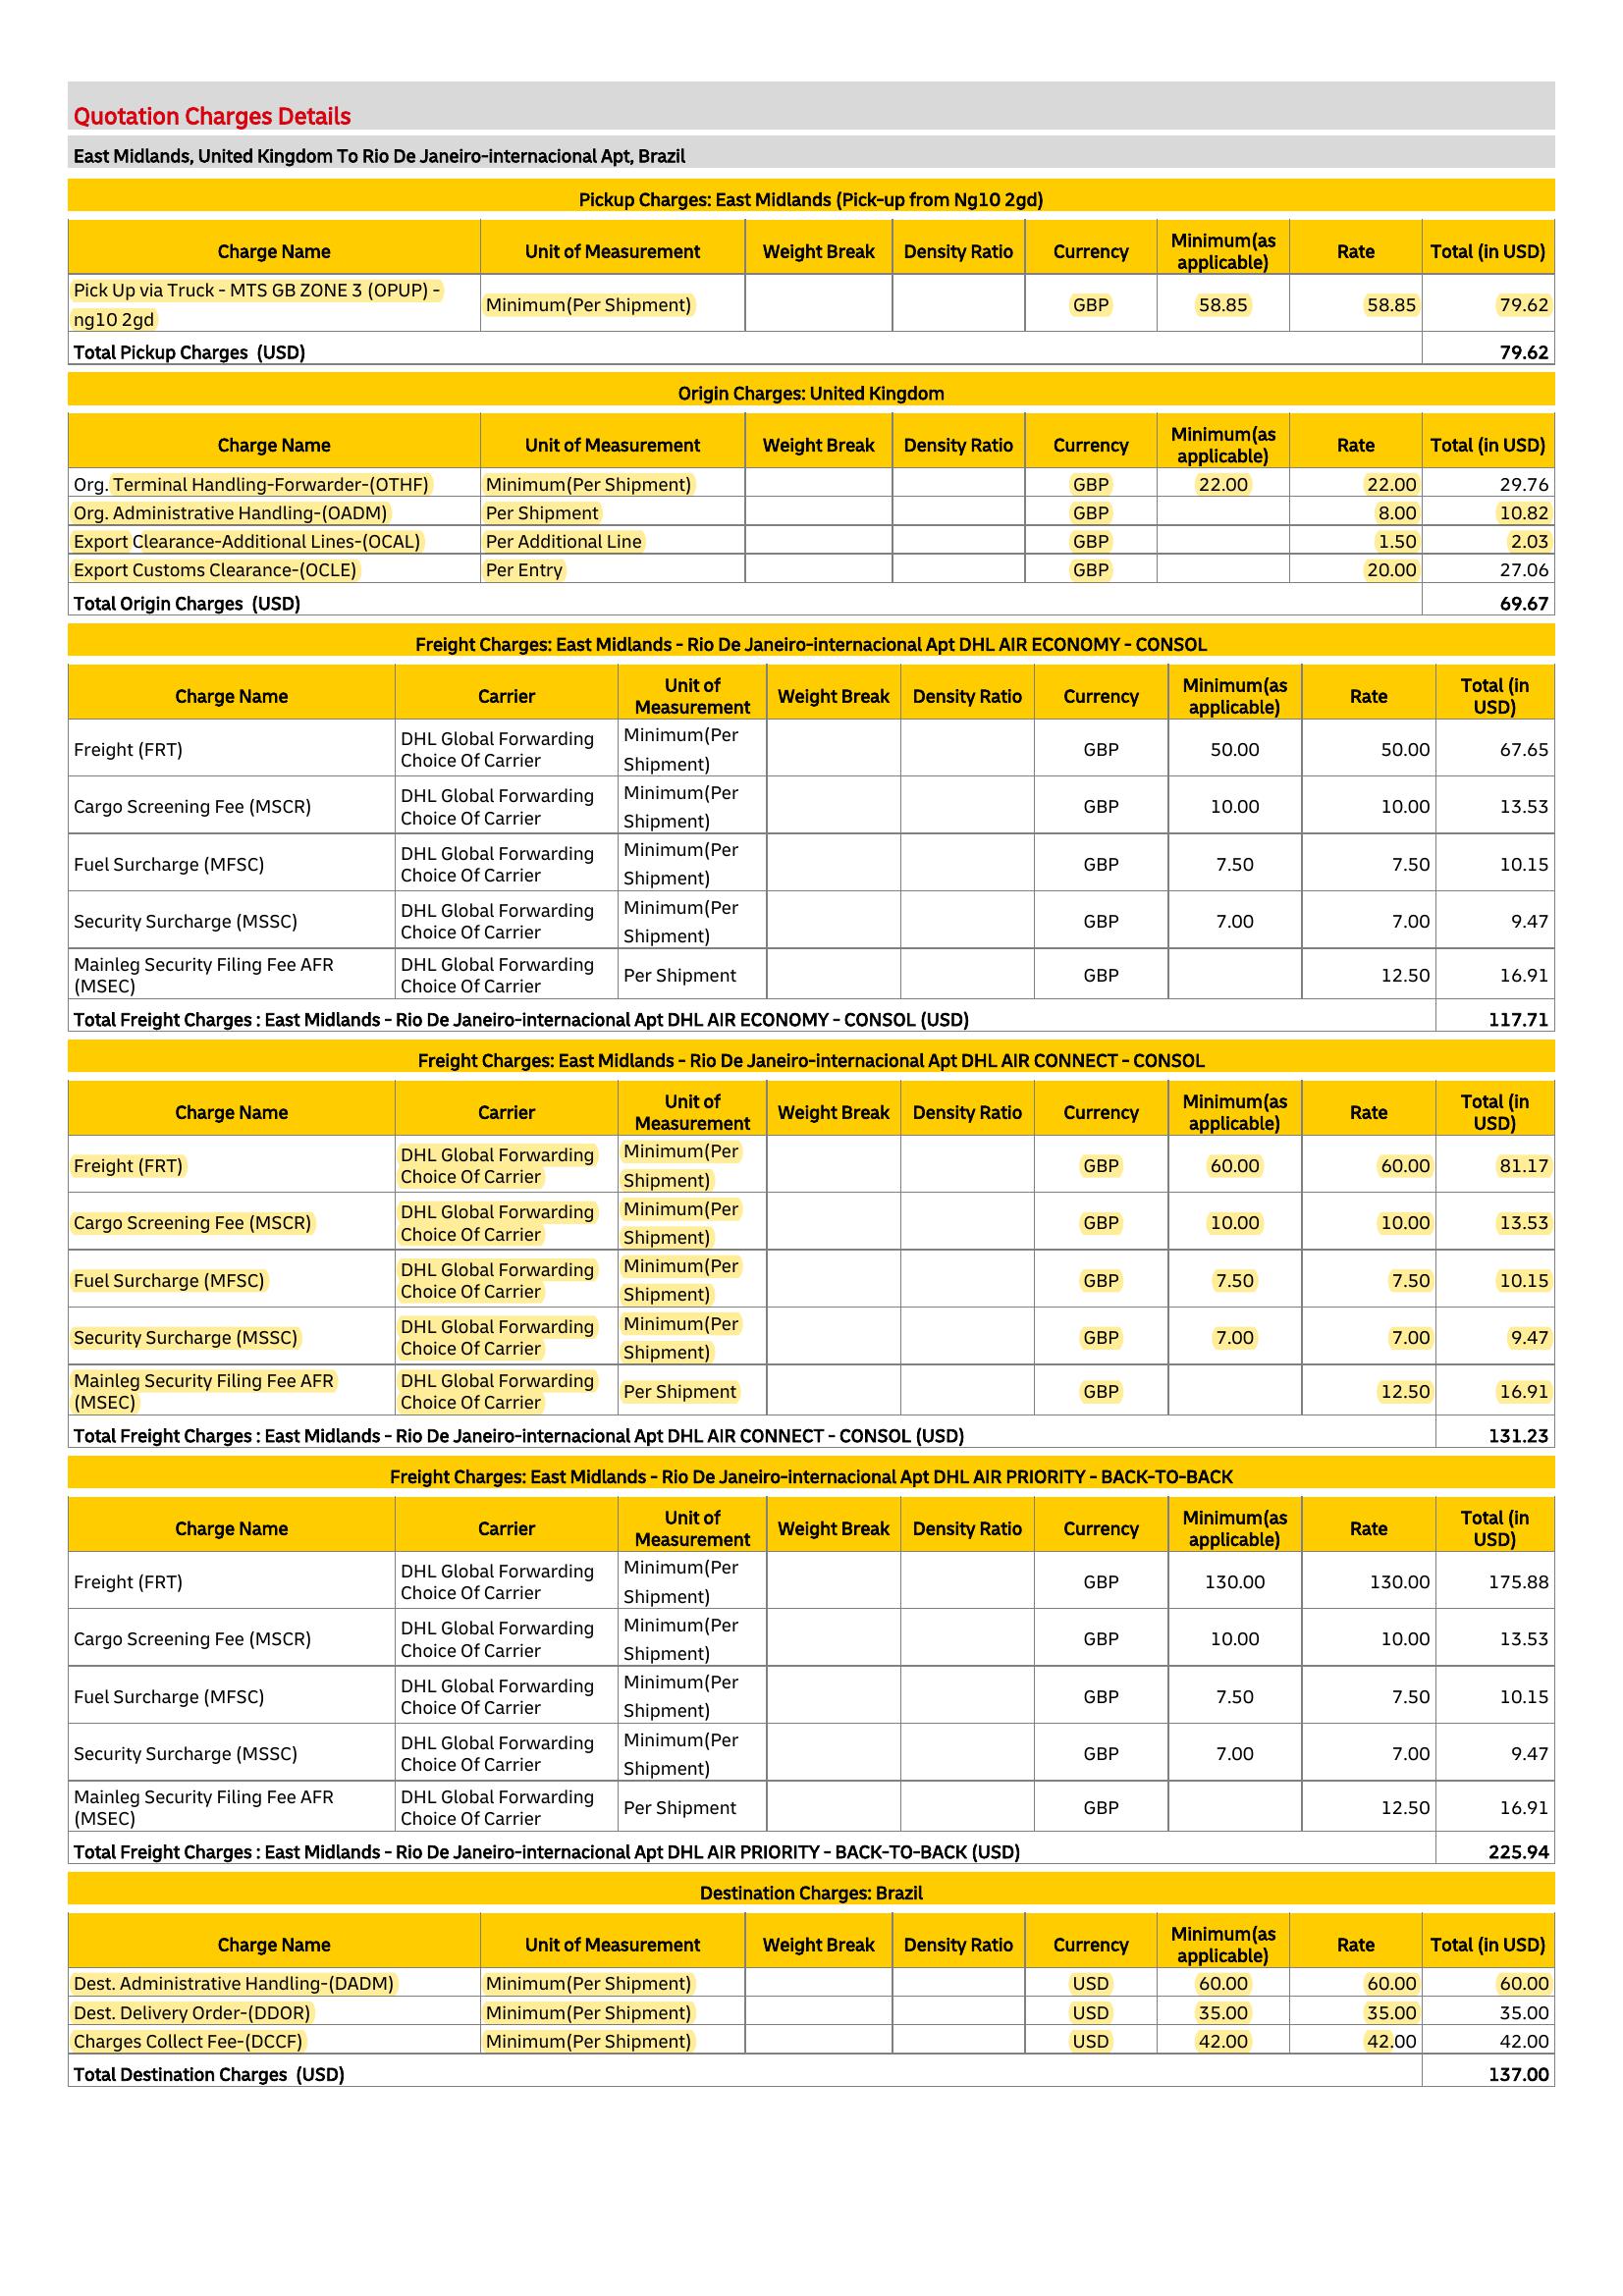 Quotation Charges Details
East Midlands, United Kingdom To Rio De Janeiro-internacional Apt, Brazil
Pickup Charges: East Midlands (Pick-up from Ng10 2gd)
Charge Name Unit of Measurement Weight Break Density Ratio Currency Minimum(as applicable) Rate Total (in USD)
Pick Up via Truck - MTS GB ZONE 3 (OPUP) - ng10 2gd Minimum(Per Shipment) GBP 58.85 58.85 79.62
Total Pickup Charges (USD) 79.62
Origin Charges: United Kingdom
Charge Name Unit of Measurement Weight Break Density Ratio Currency Minimum(as applicable) Rate Total (in USD)
Org. Terminal Handling-Forwarder-(OTHF) Minimum(Per Shipment) GBP 22.00 22.00 29.76
Org. Administrative Handling-(OADM) Per Shipment GBP 8.00 10.82
Export Clearance-Additional Lines-(OCAL) Per Additional Line GBP 1.50 2.03
Export Customs Clearance-(OCLE) Per Entry GBP 20.00 27.06
Total Origin Charges (USD) 69.67
Freight Charges: East Midlands - Rio De Janeiro-internacional Apt DHL AIR ECONOMY - CONSOL
Charge Name Carrier Unit of Measurement Weight Break Density Ratio Currency Minimum(as applicable) Rate Total (in USD)
Freight (FRT) DHL Global Forwarding Choice Of Carrier Minimum(Per Shipment) GBP 50.00 50.00 67.65
Cargo Screening Fee (MSCR) DHL Global Forwarding Choice Of Carrier Minimum(Per Shipment) GBP 10.00 10.00 13.53
Fuel Surcharge (MFSC) DHL Global Forwarding Choice Of Carrier Minimum(Per Shipment) GBP 7.50 7.50 10.15
Security Surcharge (MSSC) DHL Global Forwarding Choice Of Carrier Minimum(Per Shipment) GBP 7.00 7.00 9.47
Mainleg Security Filing Fee AFR (MSEC) DHL Global Forwarding Choice Of Carrier Per Shipment GBP 12.50 16.91
Total Freight Charges : East Midlands - Rio De Janeiro-internacional Apt DHL AIR ECONOMY - CONSOL (USD) 117.71
Freight Charges: East Midlands - Rio De Janeiro-internacional Apt DHL AIR CONNECT - CONSOL
Charge Name Carrier Unit of Measurement Weight Break Density Ratio Currency Minimum(as applicable) Rate Total (in USD)
Freight (FRT) DHL Global Forwarding Choice Of Carrier Minimum(Per Shipment) GBP 60.00 60.00 81.17
Cargo Screening Fee (MSCR) DHL Global Forwarding Choice Of Carrier Minimum(Per Shipment) GBP 10.00 10.00 13.53
Fuel Surcharge (MFSC) DHL Global Forwarding Choice Of Carrier Minimum(Per Shipment) GBP 7.50 7.50 10.15
Security Surcharge (MSSC) DHL Global Forwarding Choice Of Carrier Minimum(Per Shipment) GBP 7.00 7.00 9.47
Mainleg Security Filing Fee AFR (MSEC) DHL Global Forwarding Choice Of Carrier Per Shipment GBP 12.50 16.91
Total Freight Charges : East Midlands - Rio De Janeiro-internacional Apt DHL AIR CONNECT - CONSOL (USD) 131.23
Freight Charges: East Midlands - Rio De Janeiro-internacional Apt DHL AIR PRIORITY - BACK-TO-BACK
Charge Name Carrier Unit of Measurement Weight Break Density Ratio Currency Minimum(as applicable) Rate Total (in USD)
Freight (FRT) DHL Global Forwarding Choice Of Carrier Minimum(Per Shipment) GBP 130.00 130.00 175.88
Cargo Screening Fee (MSCR) DHL Global Forwarding Choice Of Carrier Minimum(Per Shipment) GBP 10.00 10.00 13.53
Fuel Surcharge (MFSC) DHL Global Forwarding Choice Of Carrier Minimum(Per Shipment) GBP 7.50 7.50 10.15
Security Surcharge (MSSC) DHL Global Forwarding Choice Of Carrier Minimum(Per Shipment) GBP 7.00 7.00 9.47
Mainleg Security Filing Fee AFR (MSEC) DHL Global Forwarding Choice Of Carrier Per Shipment GBP 12.50 16.91
Total Freight Charges : East Midlands - Rio De Janeiro-internacional Apt DHL AIR PRIORITY - BACK-TO-BACK (USD) 225.94
Destination Charges: Brazil
Charge Name Unit of Measurement Weight Break Density Ratio Currency Minimum(as applicable) Rate Total (in USD)
Dest. Administrative Handling-(DADM) Minimum(Per Shipment) USD 60.00 60.00 60.00
Dest. Delivery Order-(DDOR) Minimum(Per Shipment) USD 35.00 35.00 35.00
Charges Collect Fee-(DCCF) Minimum(Per Shipment) USD 42.00 42.00 42.00
Total Destination Charges (USD) 137.00